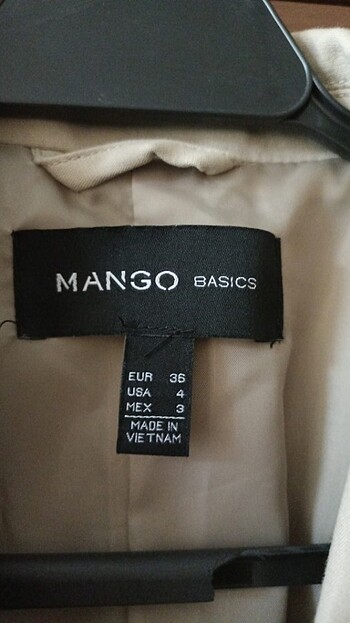 MANGO BASICS
EUR 36
USA 4
MEX 3
MADE IN
VIETNAM